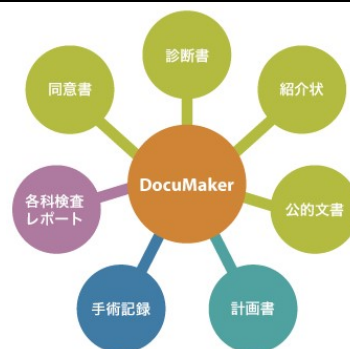 診断書
同意書
紹介状
DocuMaker
各科検査
レポート
公的文書
手術記録
計画書